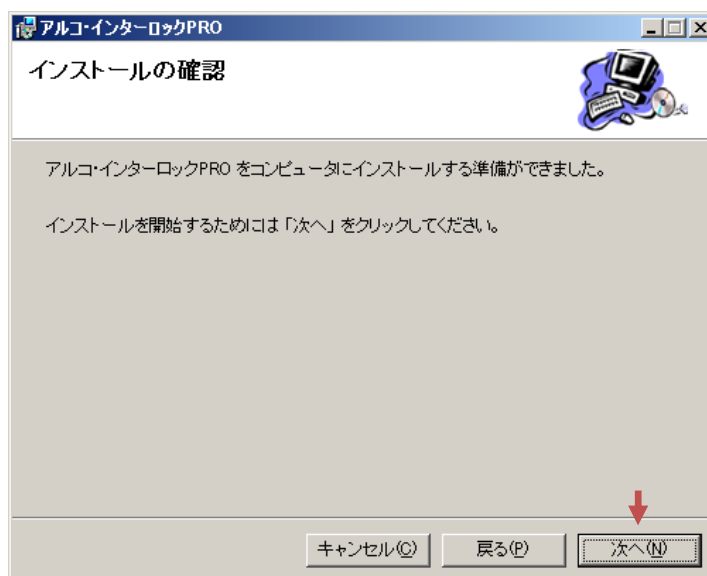 アルコ・インターロックPRO
インストールの確認
アルコ・インターロックPRO をコンピュータにインストールする準備ができました。
インストールを開始するためには「次へ」をクリックしてください。
キャンセル(C) 戻る(P) 次へ(N)